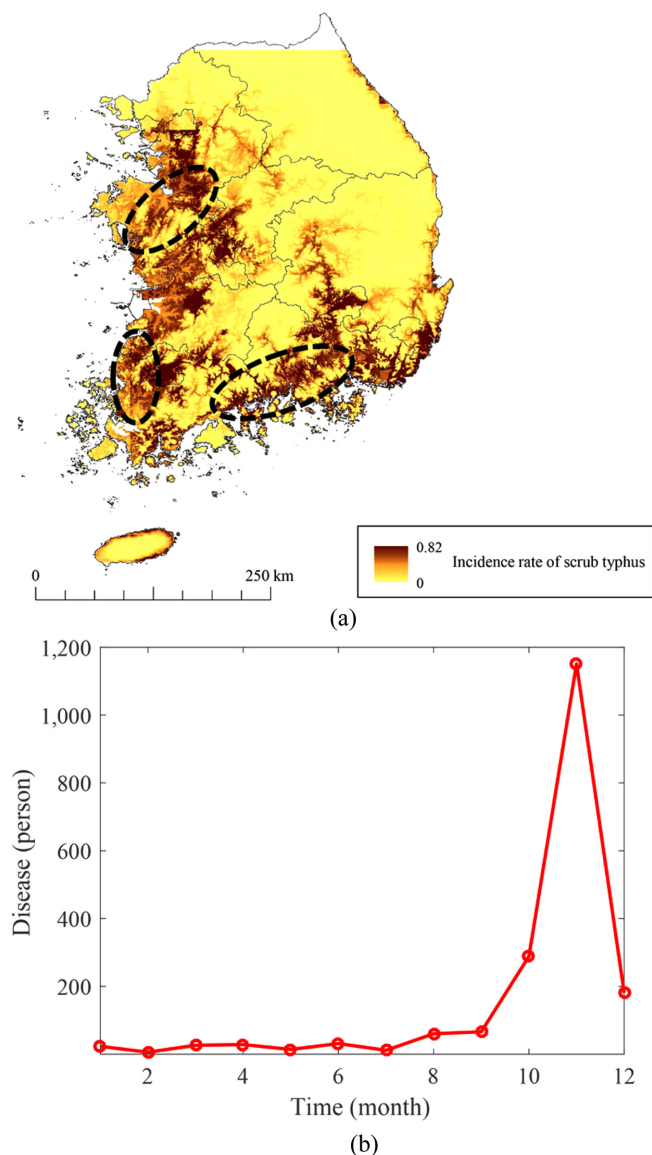 0.82
Incidence rate of scrub typhus
0
0 250 km
(a)
1,200
1,000
800
600
400
200
Disease (person)
2 4 6 8 10 12
Time (month)
(b)